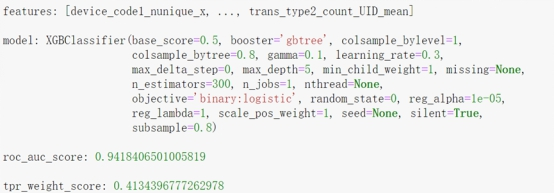 features: [device_code1_nunique_x, ..., trans_type2_count_UID_mean]
model: XGBClassifier(base_score=0.5, booster='gbtree', colsample_bylevel=1,
colsample_bytree=0.8, gamma=0.1, learning_rate=0.3,
max_delta_step=0, max_depth=5, min_child_weight=1, missing=None,
n_estimators=300, n_jobs=1, nthread=None,
objective='binary:logistic', random_state=0, reg_alpha=1e-05,
reg_lambda=1, scale_pos_weight=1, seed=None, silent=True,
subsample=0.8)
roc_auc_score: 0.9418406501005819
tpr_weight_score: 0.4134396777262978